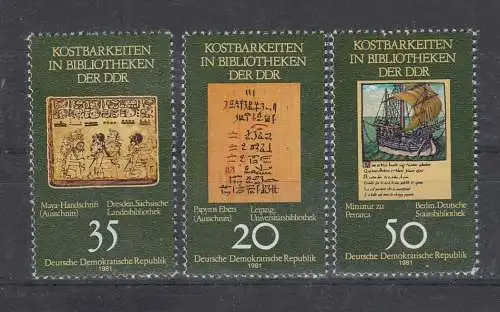 KOSTBARKEITEN
IN BIBLIOTHEKEN
DER DDR
Maya-Handschrift
(Ausschnitt)
Dresden, Sächsische
Landesbibliothek
35
Deutsche Demokratische Republik
1981
KOSTBARKEITEN
IN BIBLIOTHEKEN
DER DDR
Papyros Ebers
(Ausschnitt)
Leipzig,
Universitätsbibliothek
20
Deutsche Demokratische Republik
1981
KOSTBARKEITEN
IN BIBLIOTHEKEN
DER DDR
Miniatur zu
Petrarca
Berlin, Deutsche
Staatsbibliothek
50
Deutsche Demokratische Republik
1981